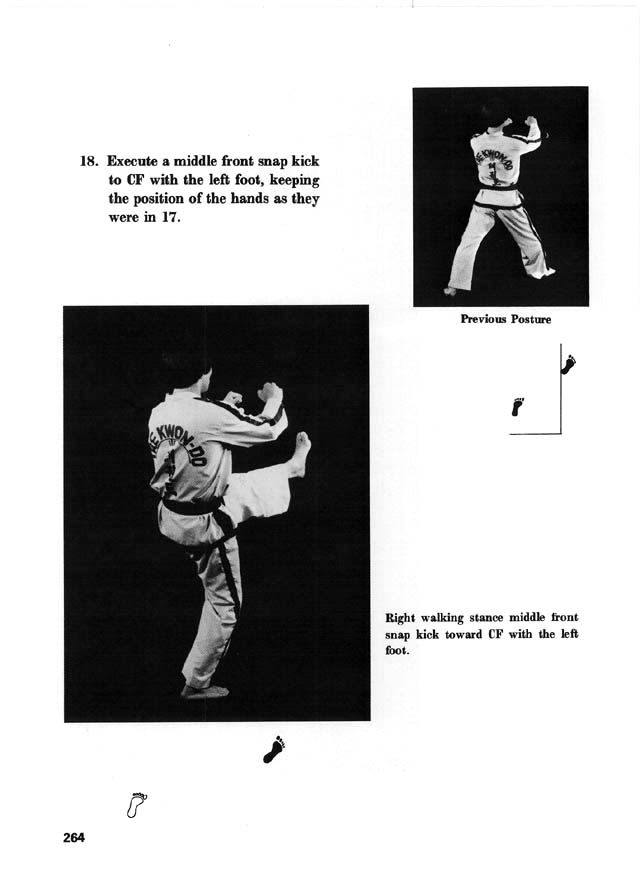 18. Execute a middle front snap kick
to CF with the left foot, keeping
the position of the hands as they
were in 17.
TAEKWON-DO
Previous Posture
AEKWON-DO
Right walking stance middle front
snap kick toward CF with the left
foot.
264